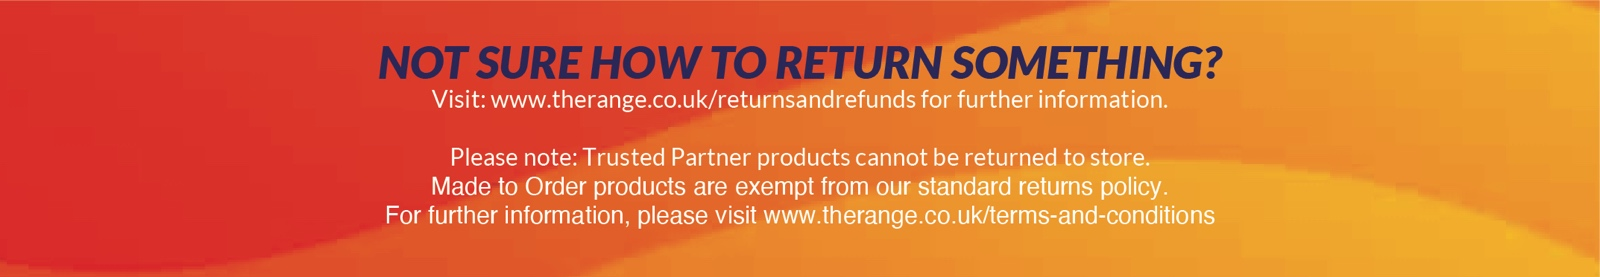 NOT SURE HOW TO RETURN SOMETHING?
Visit: www.therange.co.uk/returnsandrefunds for further information.
Please note: Trusted Partner products cannot be returned to store.
Made to Order products are exempt from our standard returns policy.
For further information, please visit www.therange.co.uk/terms-and-conditions